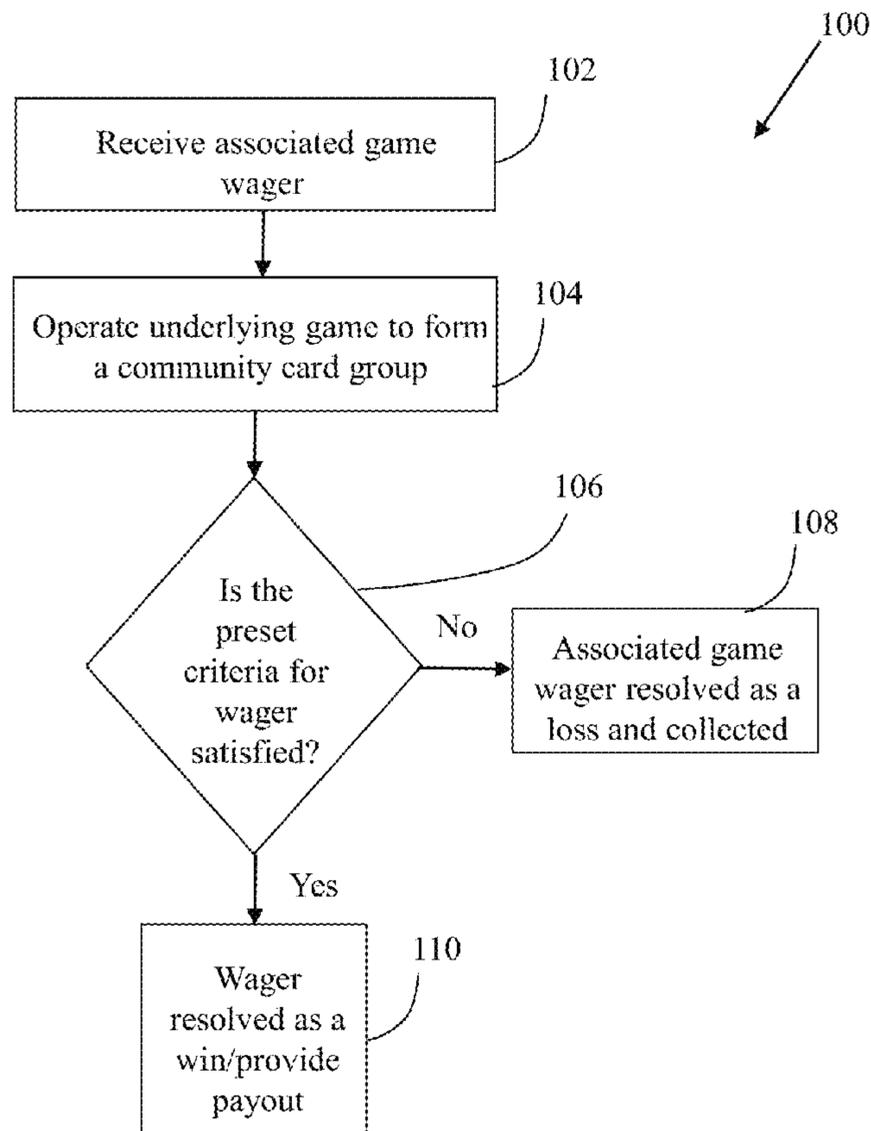 100
102
Receive associated game
wager
104
Operate underlying game to form
a community card group
106
Is the
preset
criteria for
wager
satisfied?
No
108
Associated game
wager resolved as a
loss and collected
Yes
110
Wager
resolved as a
win/provide
payout